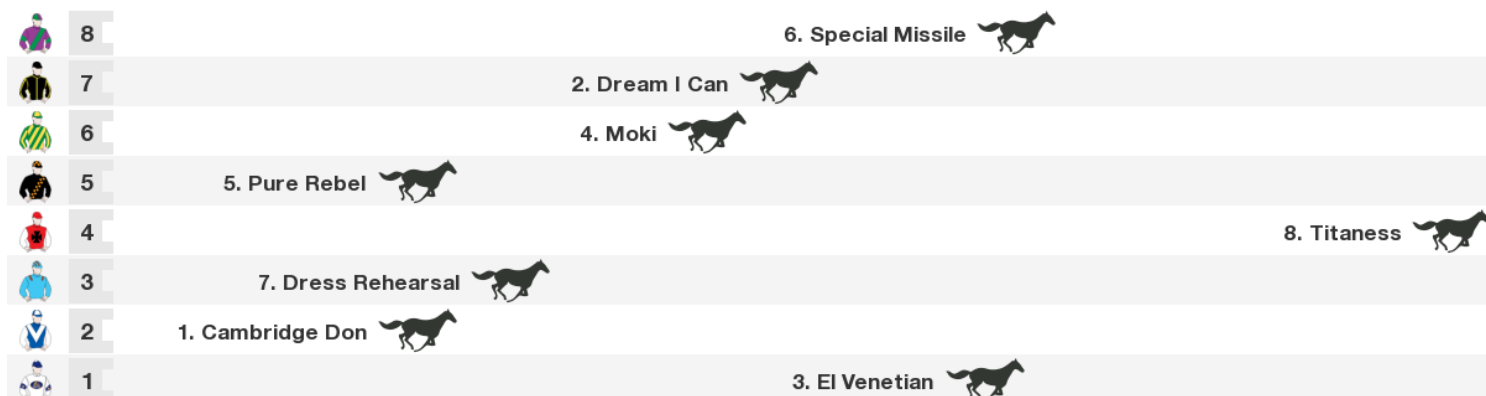 8 6. Special Missile
7 2. Dream I Can
6 4. Moki
5 5. Pure Rebel
4 8. Titaness
3 7. Dress Rehearsal
2 1. Cambridge Don
1 3. El Venetian